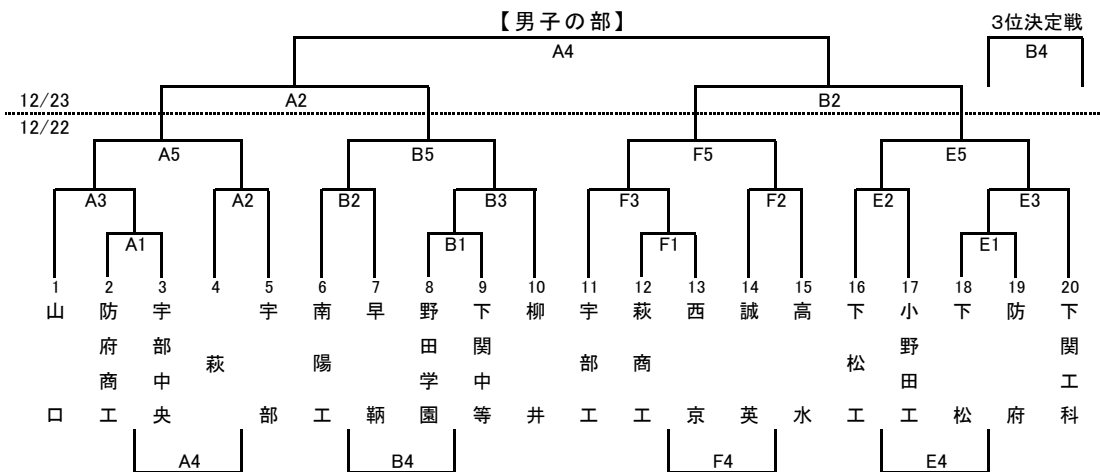 【男子の部】
3位決定戦
A4
B4
12/23
A2
B2
12/22
A5
B5
F5
E5
A3
A2
B2
B3
F3
F2
E2
E3
A1
B1
F1
E1
1 2 3 4 5 6 7 8 9 10 11 12 13 14 15 16 17 18 19 20
山口
防府商工
宇部中央
萩
宇部
南陽工
早鞆
野田学園
下関中等
柳井
宇部工
萩商工
西京
誠英
高水
下松工
小野田工
下松
防府
下関工科
A4
B4
F4
E4